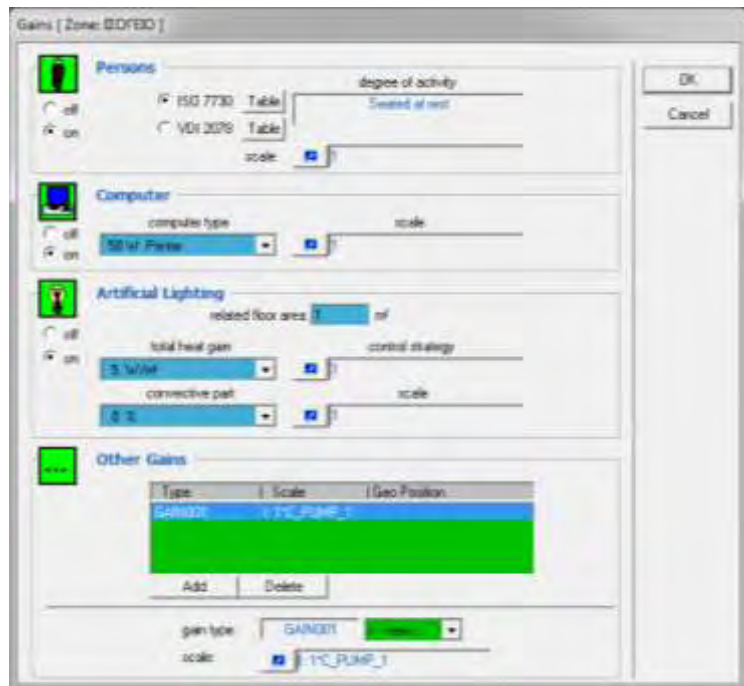 Gains [ Zone:
Persons
off
on
ISO 7730 Table
VDI 2078 Table
degree of activity
Seated at rest
scale 1
OK
Cancel
Computer
off
on
computer type
scale
50 W
1
Artificial Lighting
off
on
related floor area 1 m²
total heat gain
control strategy
5 W/m²
1
convective part
scale
0 %
1
...
Other Gains
Type | Scale | Geo Position
GAIN001 I: 1*C_PUMP_1
Add Delete
gain type GAIN001
scale: I: 1*C_PUMP_1